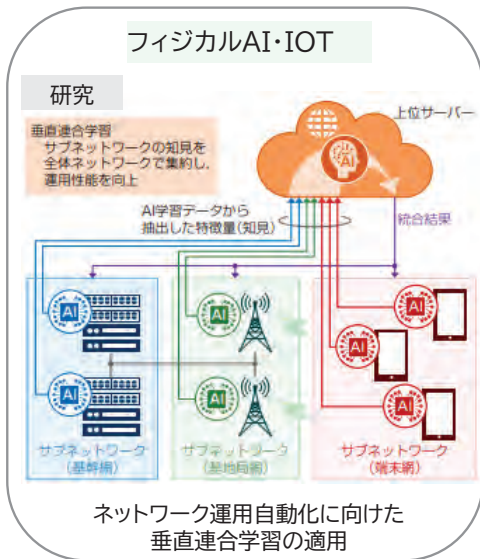 フィジカルAI・IOT
研究
上位サーバー
垂直連合学習
サブネットワークの知見を
全体ネットワークで集約し、
運用性能を向上
AI
AI学習データから
抽出した特徴量(知見)
統合結果
AI
AI
AI
AI
AI
AI
AI
サブネットワーク
(基幹網)
サブネットワーク
(基地局網)
サブネットワーク
(端末網)
ネットワーク運用自動化に向けた
垂直連合学習の適用